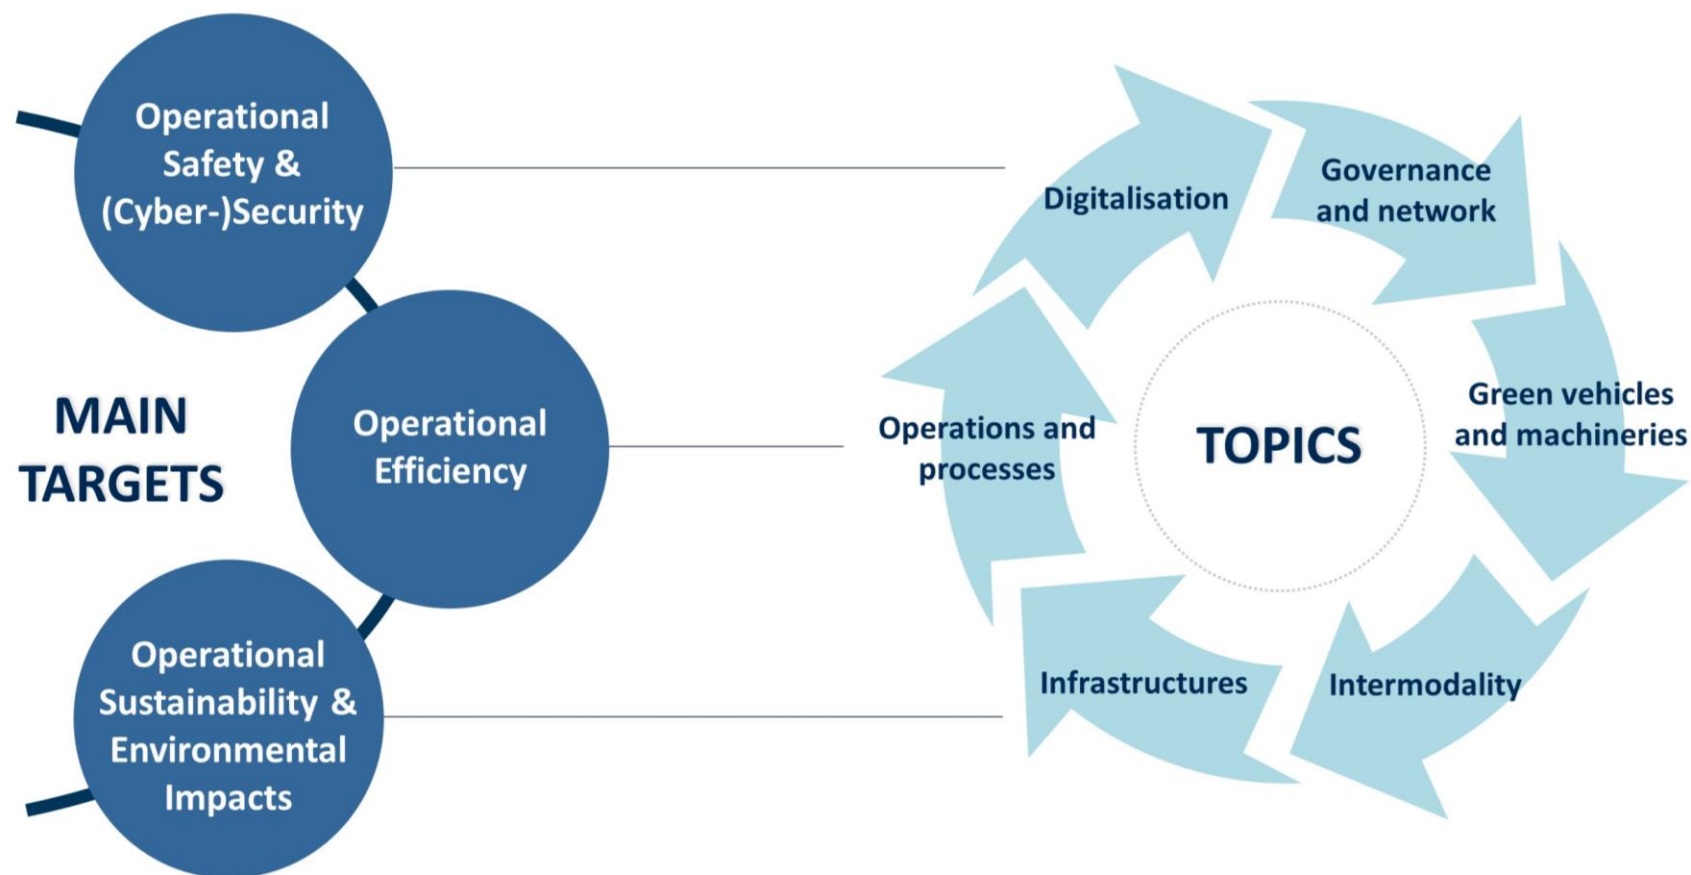 Operational
Safety &
(Cyber-)Security
MAIN
TARGETS
Operational
Efficiency
Operational
Sustainability &
Environmental
Impacts
Digitalisation
Governance
and network
Green vehicles
and machineries
Operations and
processes
TOPICS
Infrastructures
Intermodality